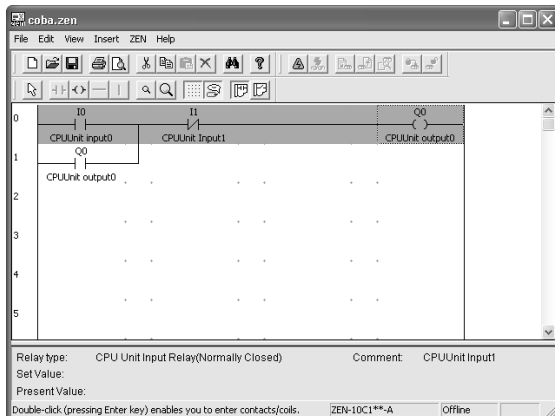 coba.zen
File Edit View Insert ZEN Help
0 I0 I1 Q0
CPUUnit input0 CPUUnit Input1 CPUUnit output0
1 Q0
CPUUnit output0
2
3
4
5
Relay type: CPU Unit Input Relay(Normally Closed) Comment: CPUUnit Input1
Set Value:
Present Value:
Double-click (pressing Enter key) enables you to enter contacts/coils. ZEN-10C1**-A Offline